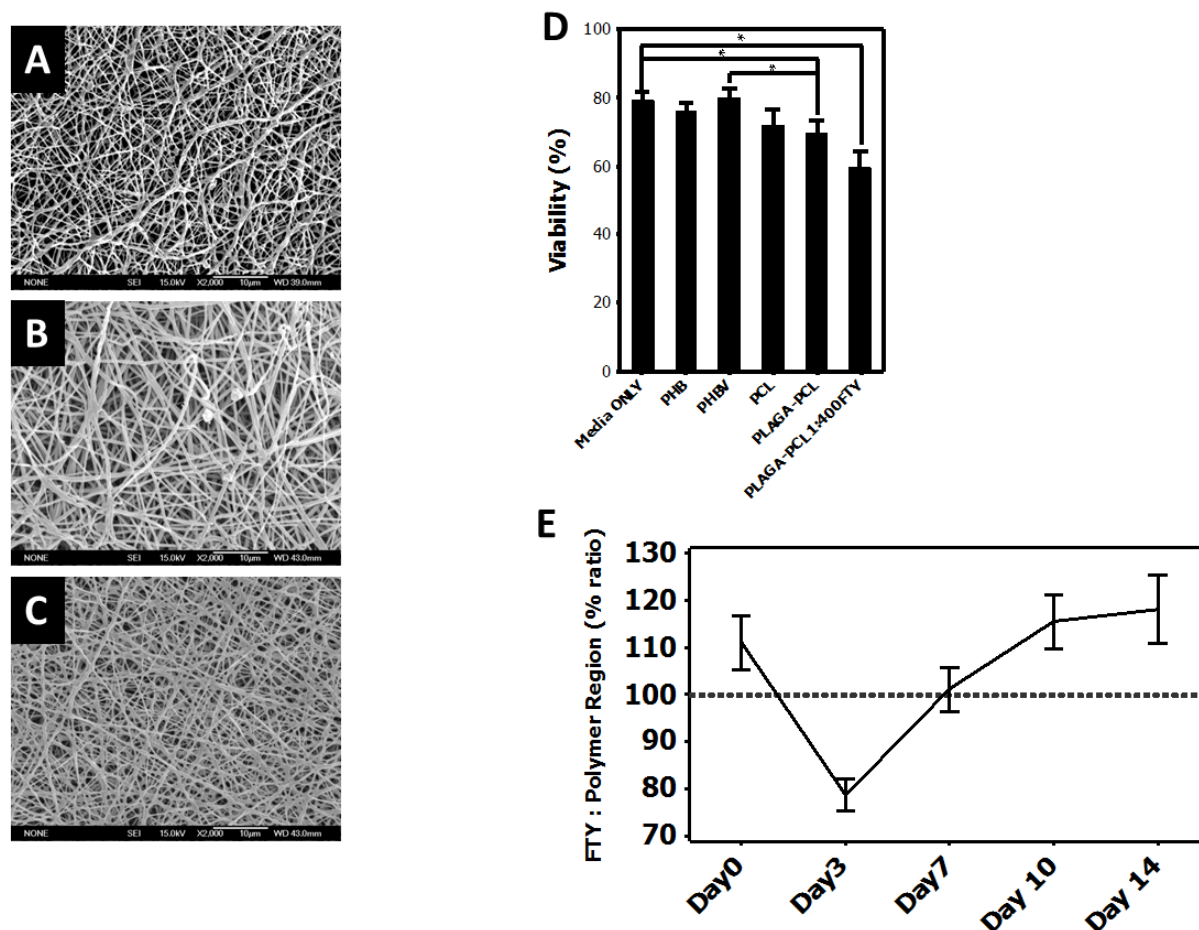 A
NONE SEI 15.0kV X2,000 10µm WD 39.0mm
B
NONE SEI 15.0kV X2,000 10µm WD 43.0mm
C
NONE SEI 15.0kV X2,000 10µm WD 43.0mm
D
Viability (%)
100
80
60
40
20
0
*
*
*
Media ONLY
PHB
PHBV
PCL
PLAGA-PCL
PLAGA-PCL1:400FTY
E
FTY : Polymer Region (% ratio)
130
120
110
100
90
80
70
Day0
Day3
Day7
Day 10
Day 14